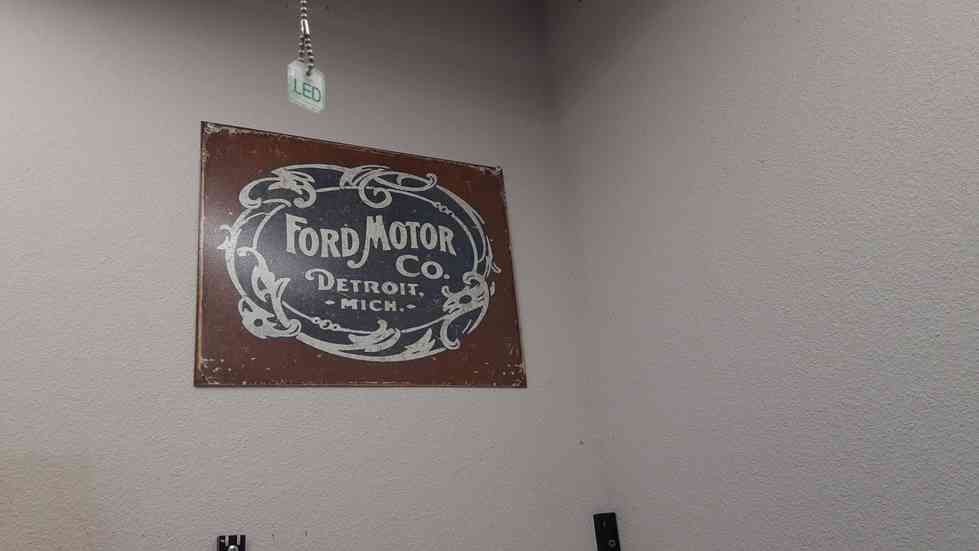 LED
FORD MOTOR
CO.
DETROIT,
-MICH.-